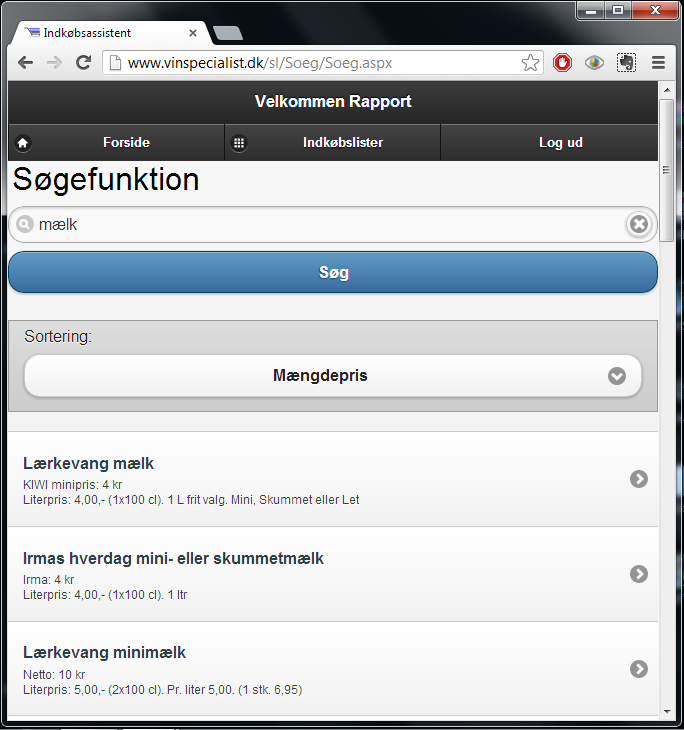 Indkøbsassistent
www.vinspecialist.dk/sl/Soeg/Soeg.aspx
Velkommen Rapport
Forside
Indkøbslister
Log ud
Søgefunktion
mælk
Søg
Sortering:
Mængdepris
Lærkevang mælk
KIWI minipris: 4 kr
Literpris: 4,00,- (1x100 cl). 1 L frit valg. Mini, Skummet eller Let
Irmas hverdag mini- eller skummetmælk
Irma: 4 kr
Literpris: 4,00,- (1x100 cl). 1 ltr
Lærkevang minimælk
Netto: 10 kr
Literpris: 5,00,- (2x100 cl). Pr. liter 5,00. (1 stk. 6,95)